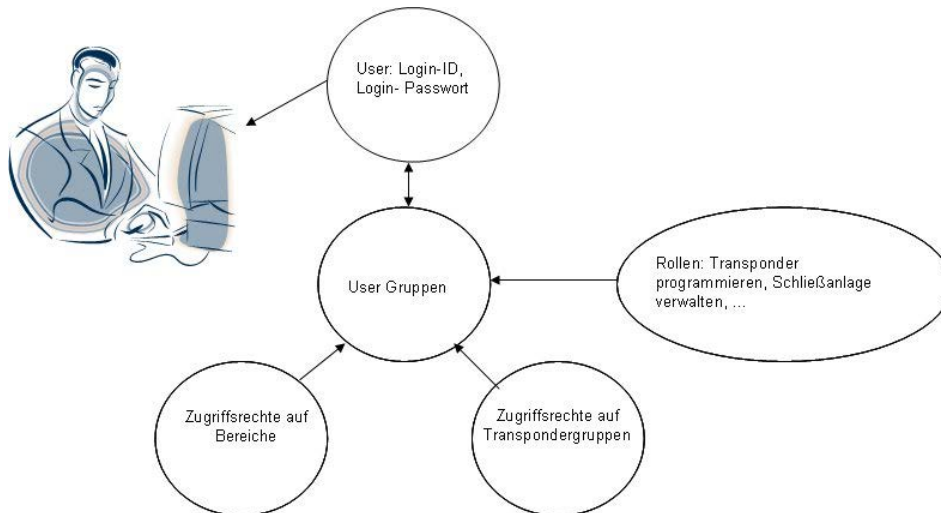 User: Login-ID,
Login- Passwort
User Gruppen
Rollen: Transponder
programmieren, Schließanlage
verwalten, ...
Zugriffsrechte auf
Bereiche
Zugriffsrechte auf
Transpondergruppen